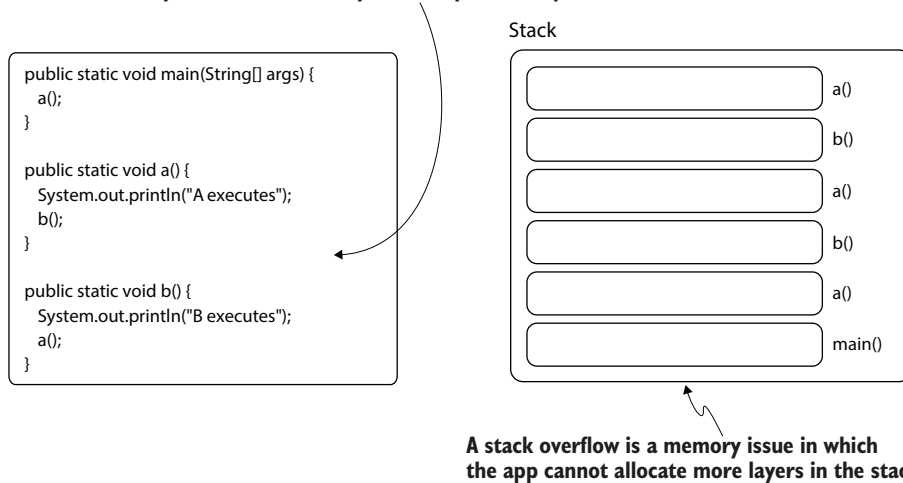 Stack
public static void main(String[] args) {
a();
}
public static void a() {
System.out.println("A executes");
b();
}
public static void b() {
System.out.println("B executes");
a();
}
a()
b()
a()
b()
a()
main()
A stack overflow is a memory issue in which
the app cannot allocate more layers in the